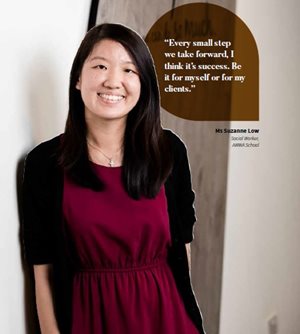 “Every small step
we take forward, I
think it’s success. Be
it for myself or for my
clients.”
Ms Suzanne Low
Social Worker,
AWWA School